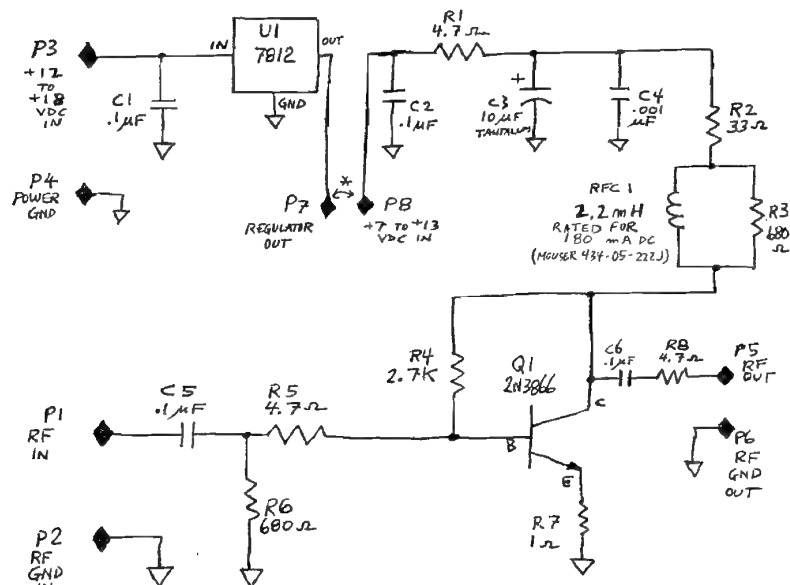 P3
+12
TO
+18
VDC
IN
C1
.1µF
IN
U1
7812
OUT
GND
R1
4.7Ω
C2
.1µF
+
C3
10µF
TANTALUM
C4
.001
µF
R2
33Ω
P4
POWER
GND
P7
REGULATOR
OUT
*
P8
+7 TO +13
VDC IN
RFC1
2.2mH
RATED FOR
180 mA DC
(MOUSER 434-05-222J)
R3
680
Ω
R4
2.7K
Q1
2N3866
C
B
E
C6
.1µF
R8
4.7Ω
P5
RF
OUT
P1
RF
IN
C5
.1µF
R5
4.7Ω
P6
RF
GND
OUT
R6
680Ω
R7
1Ω
P2
RF
GND